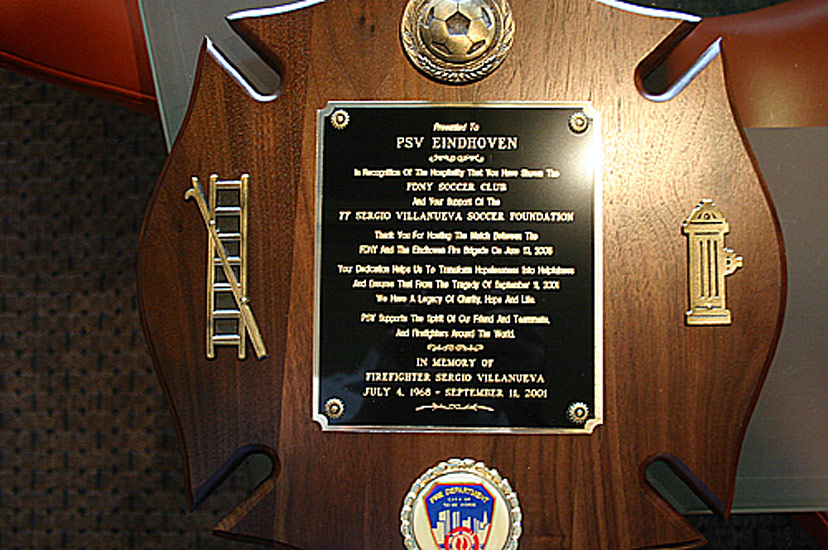 Presented To
PSV EINDHOVEN
In Recognition Of The Hospitality That You Have Shown The
FDNY SOCCER CLUB
And Your Support Of The
FF SERGIO VILLANUEVA SOCCER FOUNDATION
Thank You For Hosting The Match Between The
FDNY And The Eindhoven Fire Brigade On June 13, 2008
Your Dedication Helps Us To Transform Hopelessness Into Helpfulness
And Ensures That From The Tragedy Of September 11, 2001
We Have A Legacy Of Charity, Hope And Life.
PSV Supports The Spirit Of Our Friend And Teammate,
And Firefighters Around The World.
IN MEMORY OF
FIREFIGHTER SERGIO VILLANUEVA
JULY 4, 1968 - SEPTEMBER 11, 2001
FIRE DEPARTMENT
CITY OF
NEW YORK